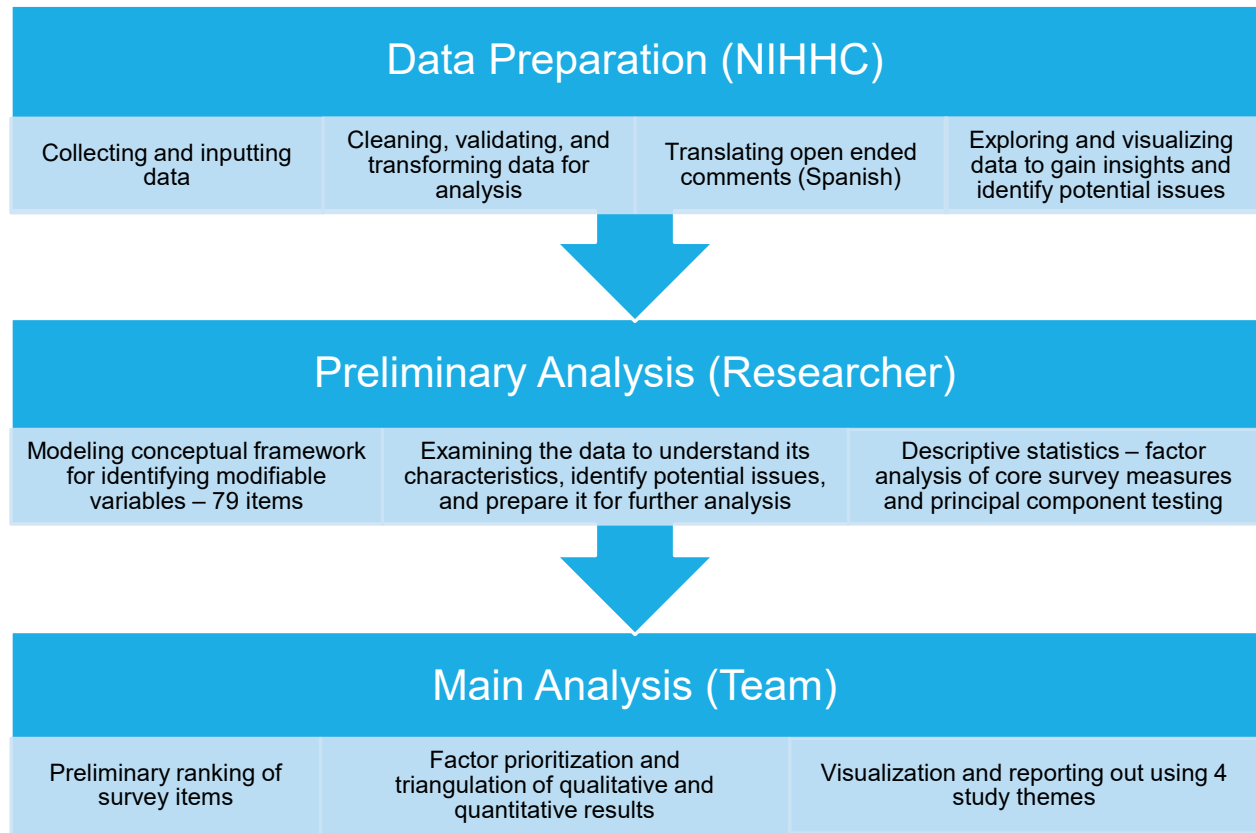 Data Preparation (NIHHC)
Collecting and inputting
data
Cleaning, validating, and
transforming data for
analysis
Translating open ended
comments (Spanish)
Exploring and visualizing
data to gain insights and
identify potential issues
Preliminary Analysis (Researcher)
Modeling conceptual framework
for identifying modifiable
variables – 79 items
Examining the data to understand its
characteristics, identify potential issues,
and prepare it for further analysis
Descriptive statistics – factor
analysis of core survey measures
and principal component testing
Main Analysis (Team)
Preliminary ranking of
survey items
Factor prioritization and
triangulation of qualitative and
quantitative results
Visualization and reporting out using 4
study themes